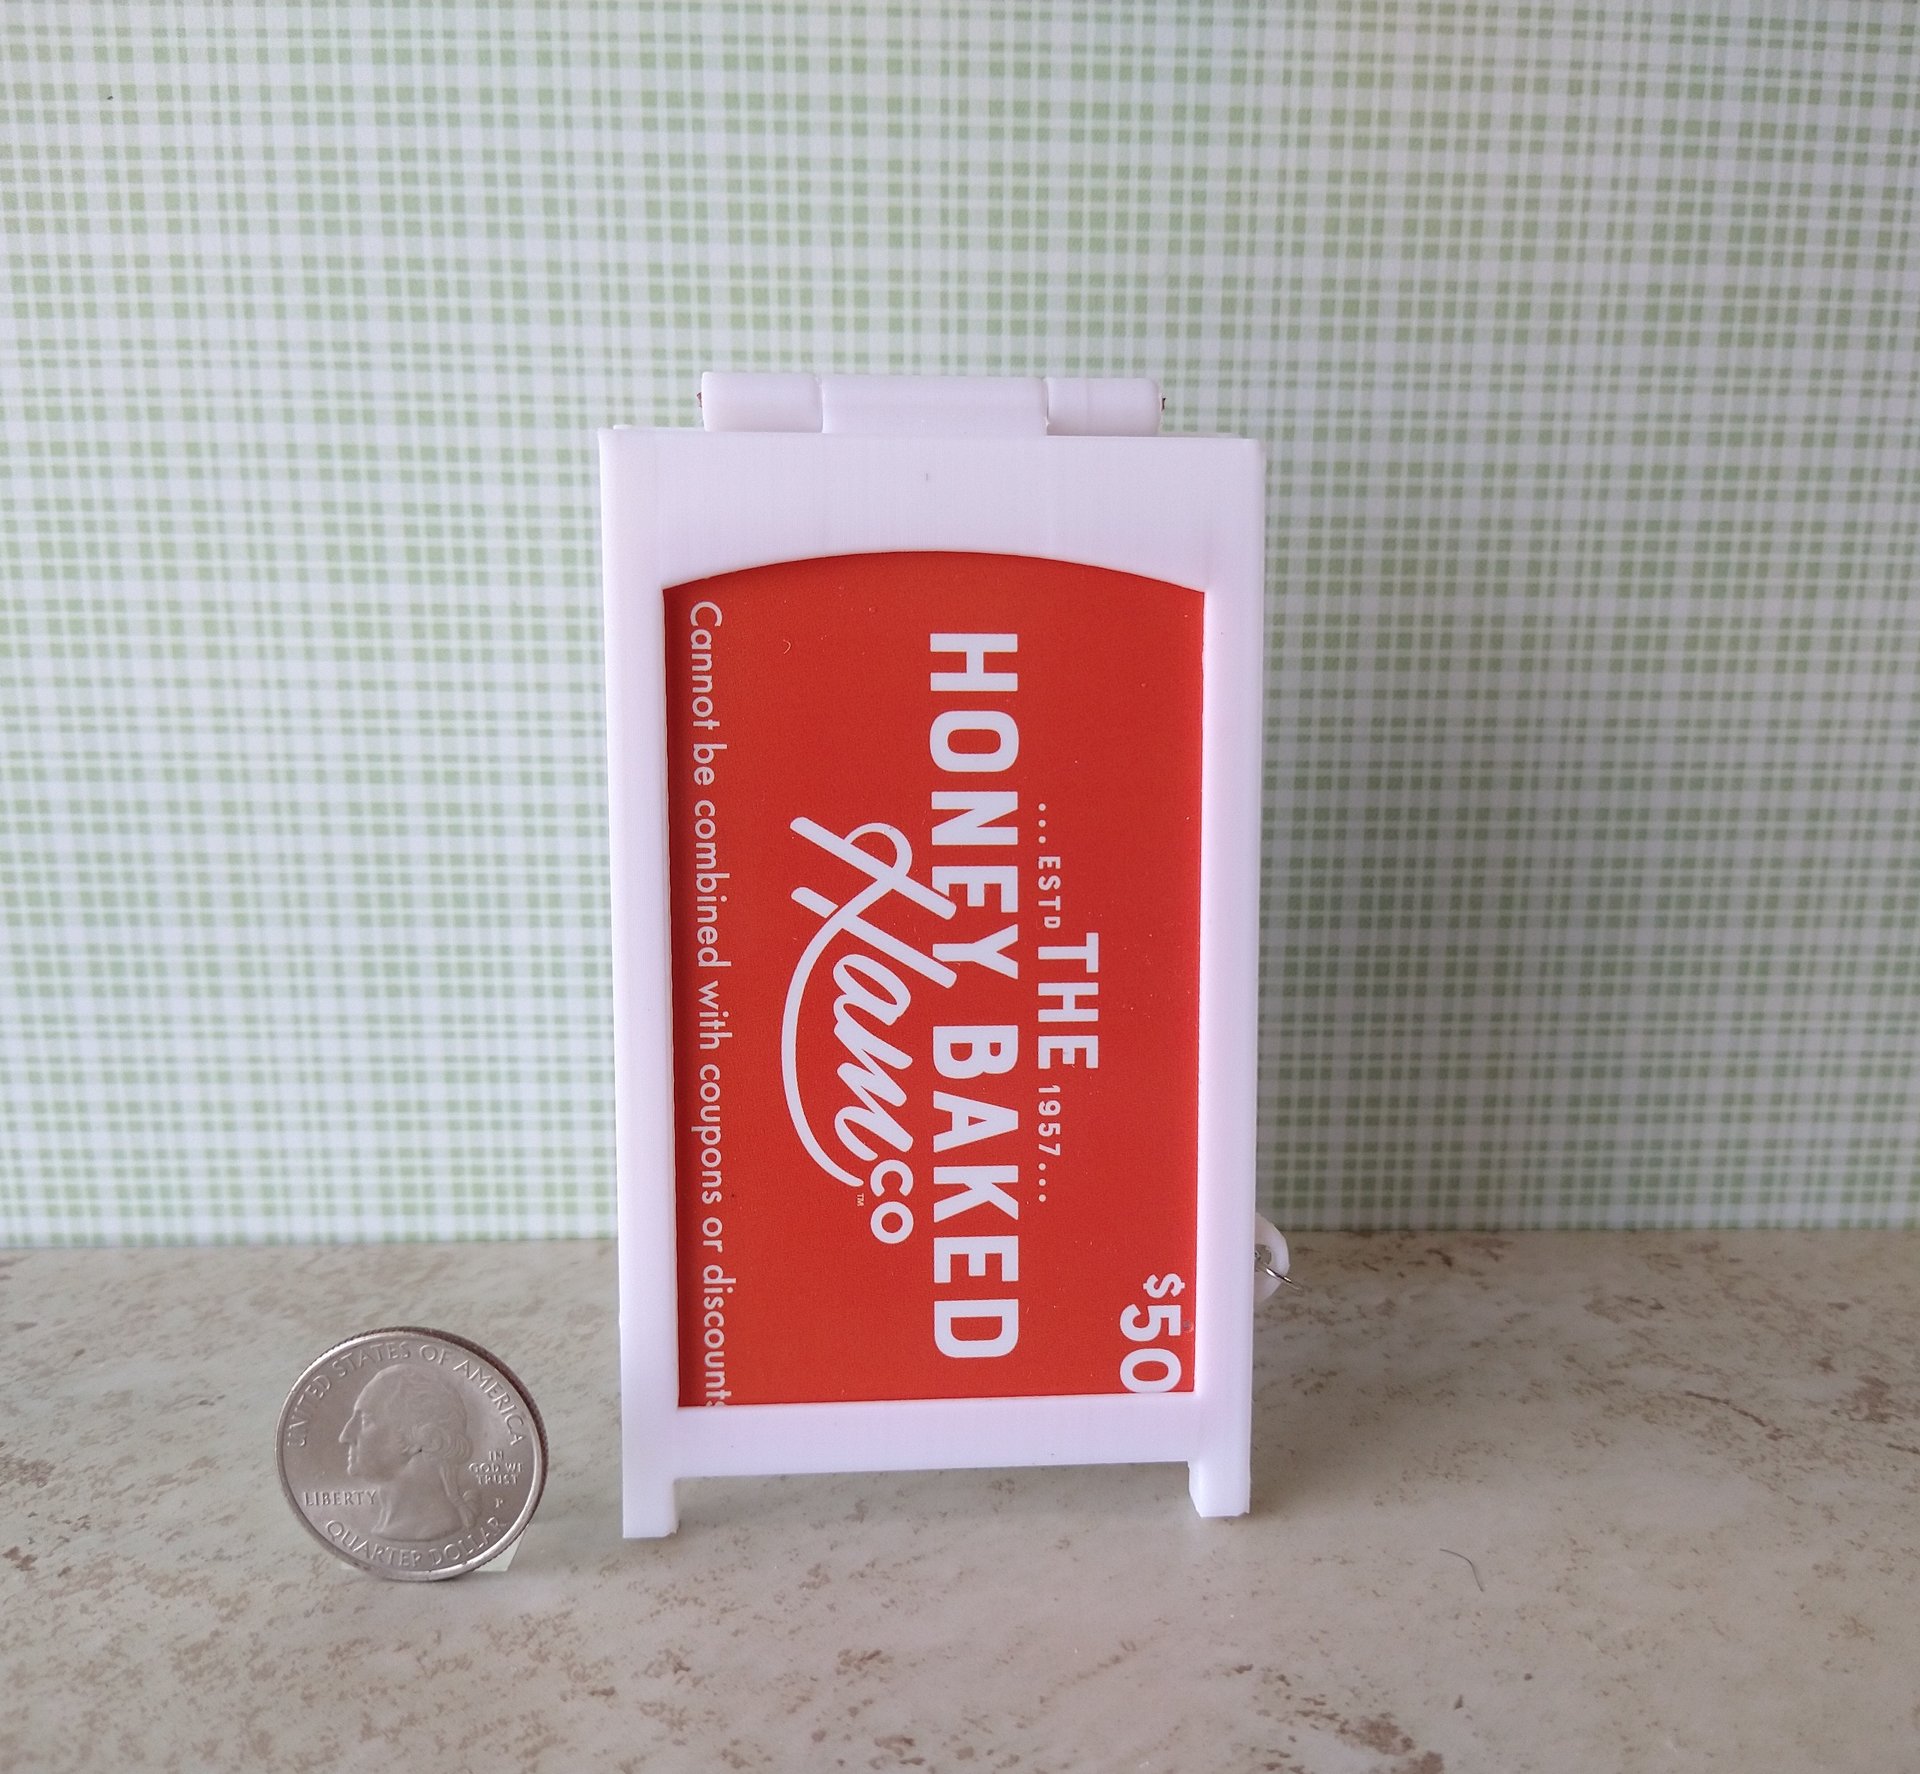 $50
THE
...ESTD 1957...
HONEY BAKED
Ham CO™
Cannot be combined with coupons or discounts
UNITED STATES OF AMERICA
IN
GOD WE
TRUST
LIBERTY
P
QUARTER DOLLAR